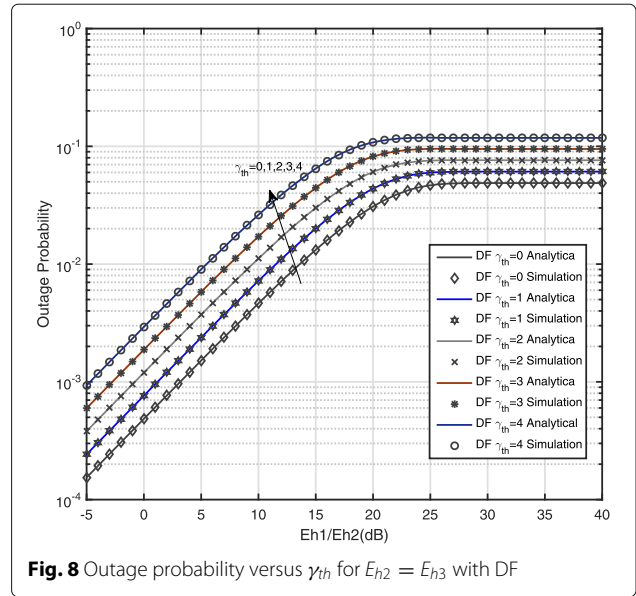 10^0
10^-1
10^-2
10^-3
10^-4
Outage Probability
γth=0,1,2,3,4
DF γth=0 Analytica
DF γth=0 Simulation
DF γth=1 Analytica
DF γth=1 Simulation
DF γth=2 Analytica
DF γth=2 Simulation
DF γth=3 Analytica
DF γth=3 Simulation
DF γth=4 Analytical
DF γth=4 Simulation
-5 0 5 10 15 20 25 30 35 40
Eh1/Eh2(dB)
Fig. 8 Outage probability versus γth for Eh2 = Eh3 with DF